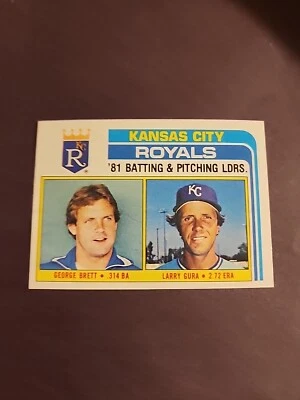 KC
R
KANSAS CITY
ROYALS
'81 BATTING & PITCHING LDRS.
KC
GEORGE BRETT • .314 BA
LARRY GURA • 2.72 ERA